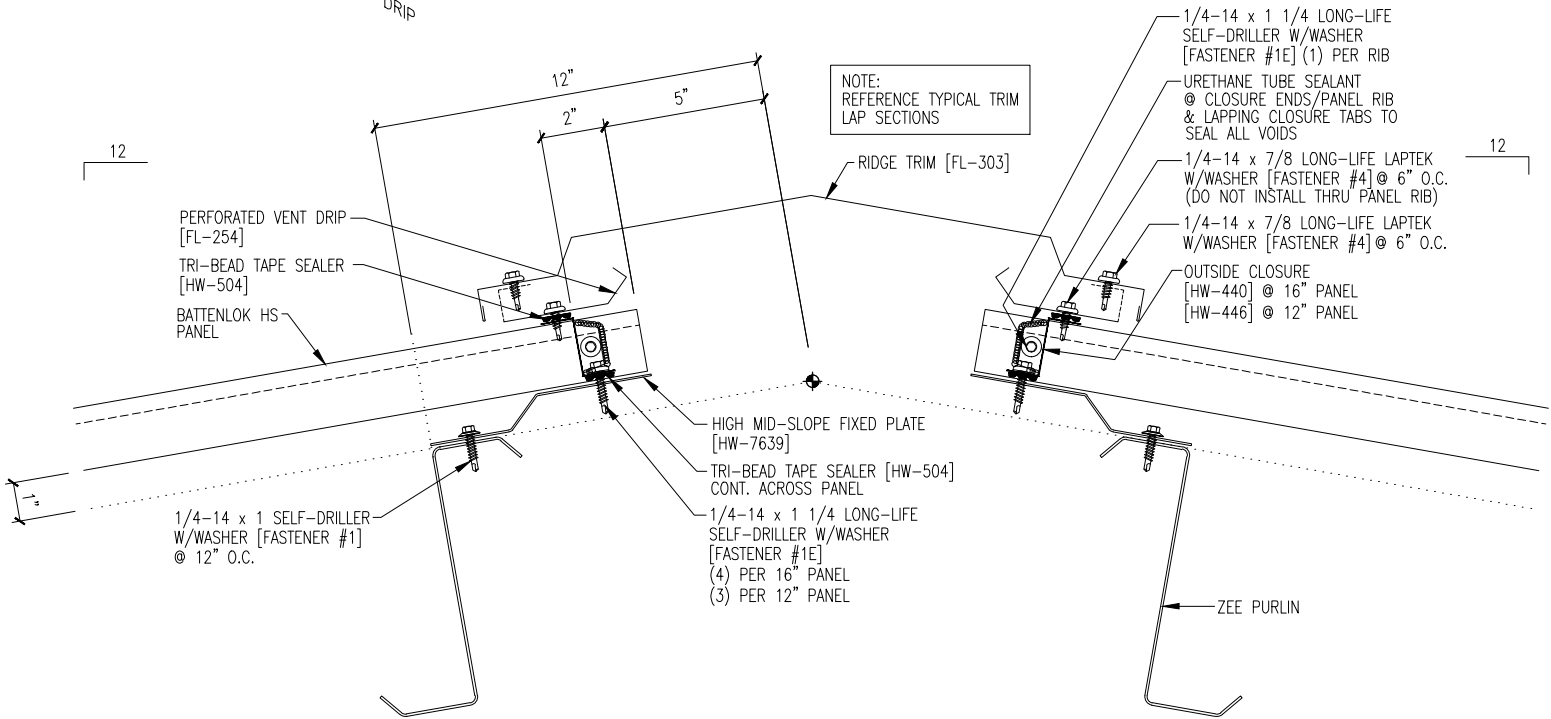 DRIP
12"
2"
5"
12
NOTE:
REFERENCE TYPICAL TRIM
LAP SECTIONS
RIDGE TRIM [FL-303]
PERFORATED VENT DRIP
[FL-254]
TRI-BEAD TAPE SEALER
[HW-504]
BATTENLOK HS
PANEL
1"
1/4-14 x 1 SELF-DRILLER
W/WASHER [FASTENER #1]
@ 12" O.C.
HIGH MID-SLOPE FIXED PLATE
[HW-7639]
TRI-BEAD TAPE SEALER [HW-504]
CONT. ACROSS PANEL
1/4-14 x 1 1/4 LONG-LIFE
SELF-DRILLER W/WASHER
[FASTENER #1E]
(4) PER 16" PANEL
(3) PER 12" PANEL
1/4-14 x 1 1/4 LONG-LIFE
SELF-DRILLER W/WASHER
[FASTENER #1E] (1) PER RIB
URETHANE TUBE SEALANT
@ CLOSURE ENDS/PANEL RIB
& LAPPING CLOSURE TABS TO
SEAL ALL VOIDS
1/4-14 x 7/8 LONG-LIFE LAPTEK
W/WASHER [FASTENER #4] @ 6" O.C.
(DO NOT INSTALL THRU PANEL RIB)
12
1/4-14 x 7/8 LONG-LIFE LAPTEK
W/WASHER [FASTENER #4] @ 6" O.C.
OUTSIDE CLOSURE
[HW-440] @ 16" PANEL
[HW-446] @ 12" PANEL
ZEE PURLIN